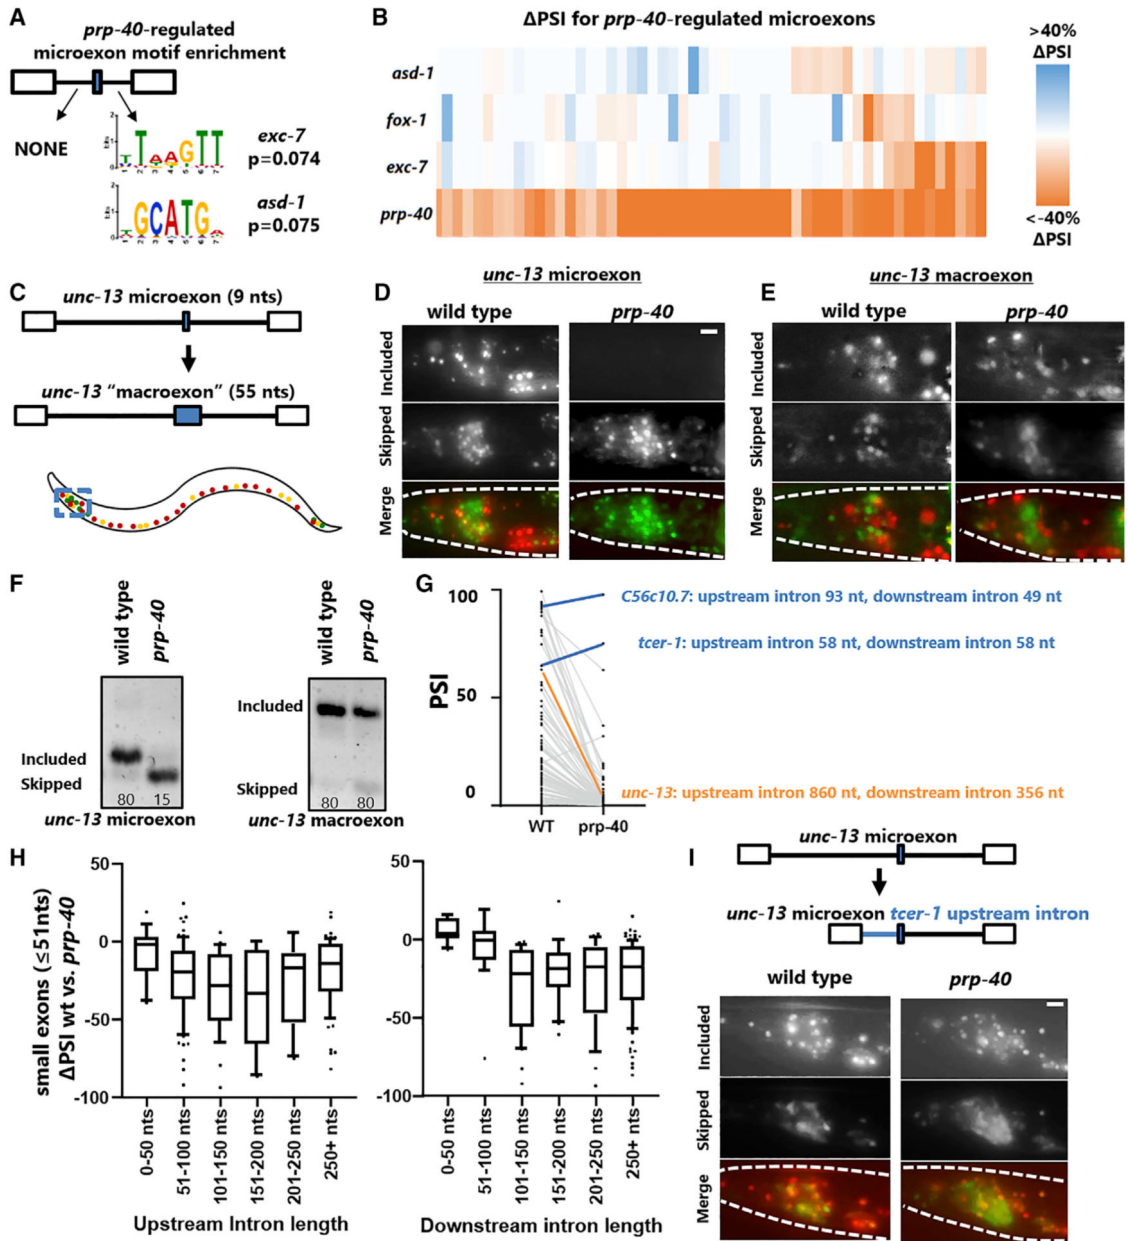 A
prp-40-regulated
microexon motif enrichment
NONE
exc-7
p=0.074
asd-1
p=0.075
B
ΔPSI for prp-40-regulated microexons
asd-1
fox-1
exc-7
prp-40
>40%
ΔPSI
<-40%
ΔPSI
C
unc-13 microexon (9 nts)
unc-13 “macroexon” (55 nts)
D
unc-13 microexon
wild type
prp-40
Included
Skipped
Merge
E
unc-13 macroexon
wild type
prp-40
Included
Skipped
Merge
F
wild type
prp-40
Included
Skipped
80
15
unc-13 microexon
wild type
prp-40
Included
Skipped
80
80
unc-13 macroexon
G
PSI
100
50
0
WT
prp-40
C56c10.7: upstream intron 93 nt, downstream intron 49 nt
tcer-1: upstream intron 58 nt, downstream intron 58 nt
unc-13: upstream intron 860 nt, downstream intron 356 nt
H
small exons (≤51nts)
ΔPSI wt vs. prp-40
50
0
-50
-100
0-50 nts
51-100 nts
101-150 nts
151-200 nts
201-250 nts
250+ nts
Upstream Intron length
50
0
-50
-100
0-50 nts
51-100 nts
101-150 nts
151-200 nts
201-250 nts
250+ nts
Downstream intron length
I
unc-13 microexon
unc-13 microexon tcer-1 upstream intron
wild type
prp-40
Included
Skipped
Merge